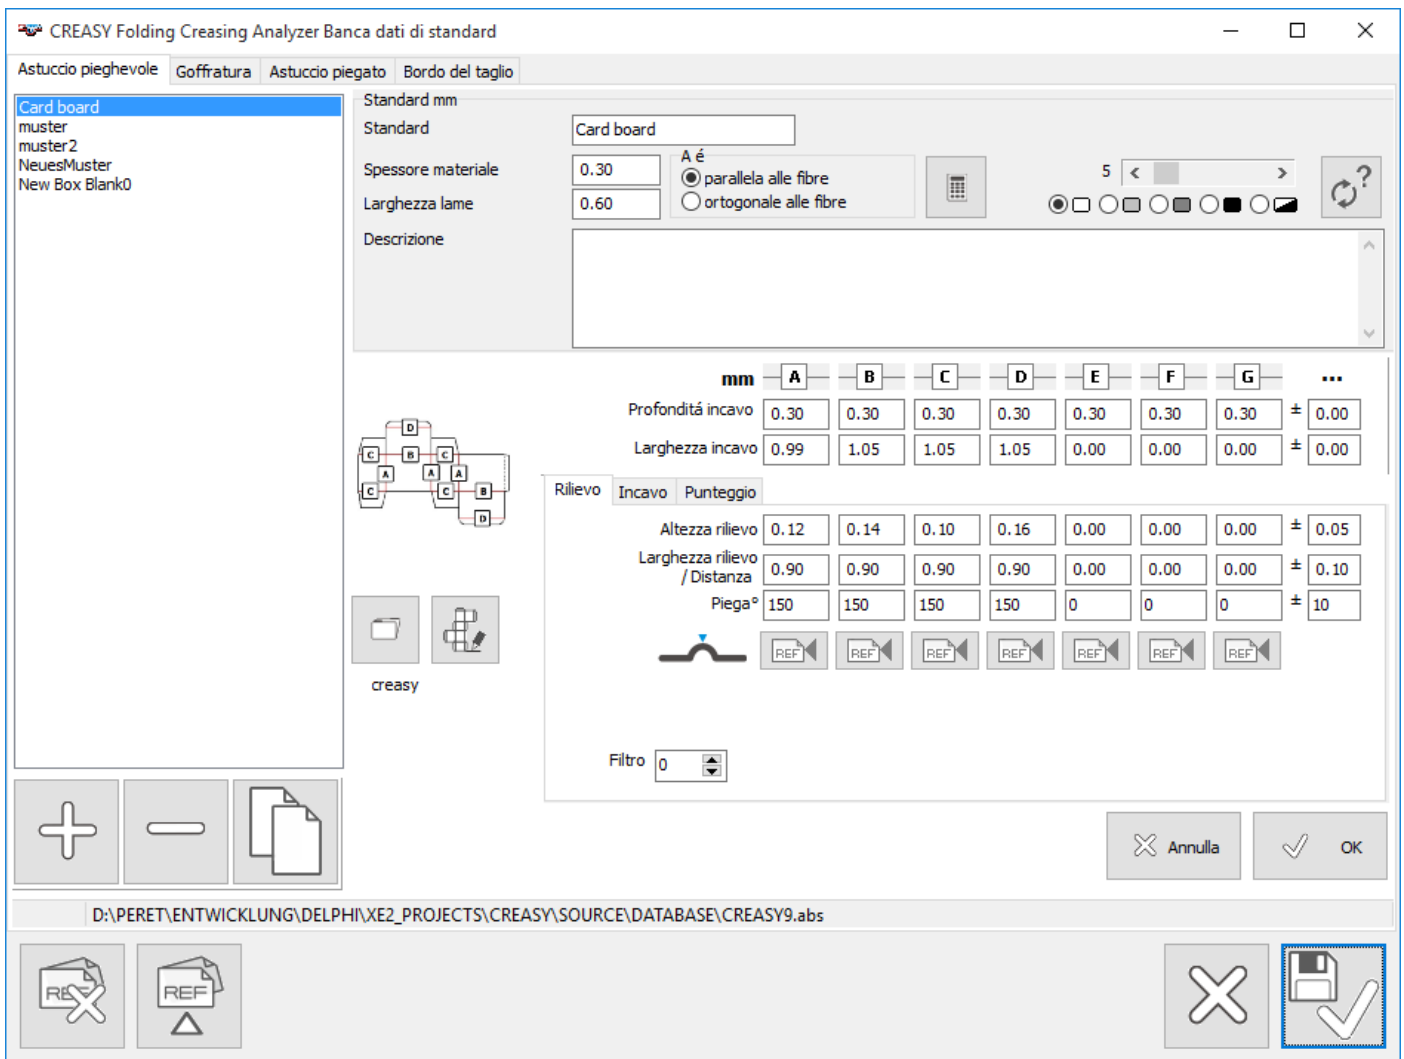 CREASY Folding Creasing Analyzer Banca dati di standard
Astuccio pieghevole Goffratura Astuccio piegato Bordo del taglio
Card board
muster
muster2
NeuesMuster
New Box Blank0
Standard mm
Standard Card board
Spessore materiale 0.30
Larghezza lame 0.60
A é
parallela alle fibre
ortogonale alle fibre
5
?
Descrizione
mm A B C D E F G ...
Profonditá incavo 0.30 0.30 0.30 0.30 0.30 0.30 0.30 ± 0.00
Larghezza incavo 0.99 1.05 1.05 1.05 0.00 0.00 0.00 ± 0.00
D
C B C
A A A
C C B
D
Rilievo Incavo Punteggio
Altezza rilievo 0.12 0.14 0.10 0.16 0.00 0.00 0.00 ± 0.05
Larghezza rilievo
/ Distanza 0.90 0.90 0.90 0.90 0.00 0.00 0.00 ± 0.10
Piega° 150 150 150 150 0 0 0 ± 10
REF REF REF REF REF REF REF
creasy
Filtro 0
Annulla OK
D:\PERET\ENTWICKLUNG\DELPHI\XE2_PROJECTS\CREASY\SOURCE\DATABASE\CREASY9.abs
REF REF